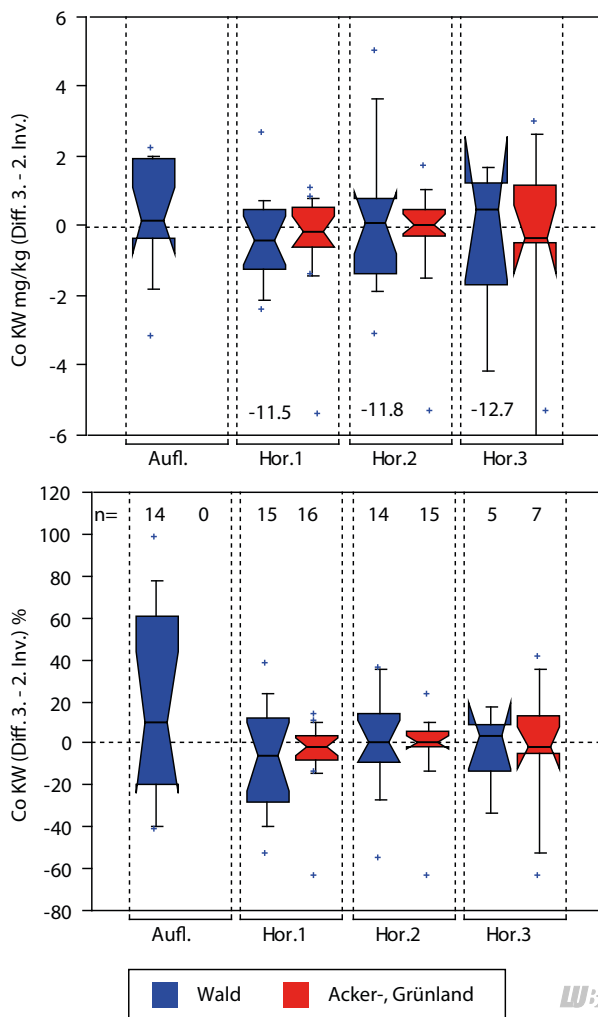 Co KW mg/kg (Diff. 3. - 2. Inv.)
6
4
2
0
-2
-4
-6
-11.5
-11.8
-12.7
Aufl.
Hor.1
Hor.2
Hor.3
Co KW (Diff. 3. - 2. Inv.) %
120
100
80
60
40
20
0
-20
-40
-60
-80
n= 14 0 15 16 14 15 5 7
Aufl.
Hor.1
Hor.2
Hor.3
Wald
Acker-, Grünland